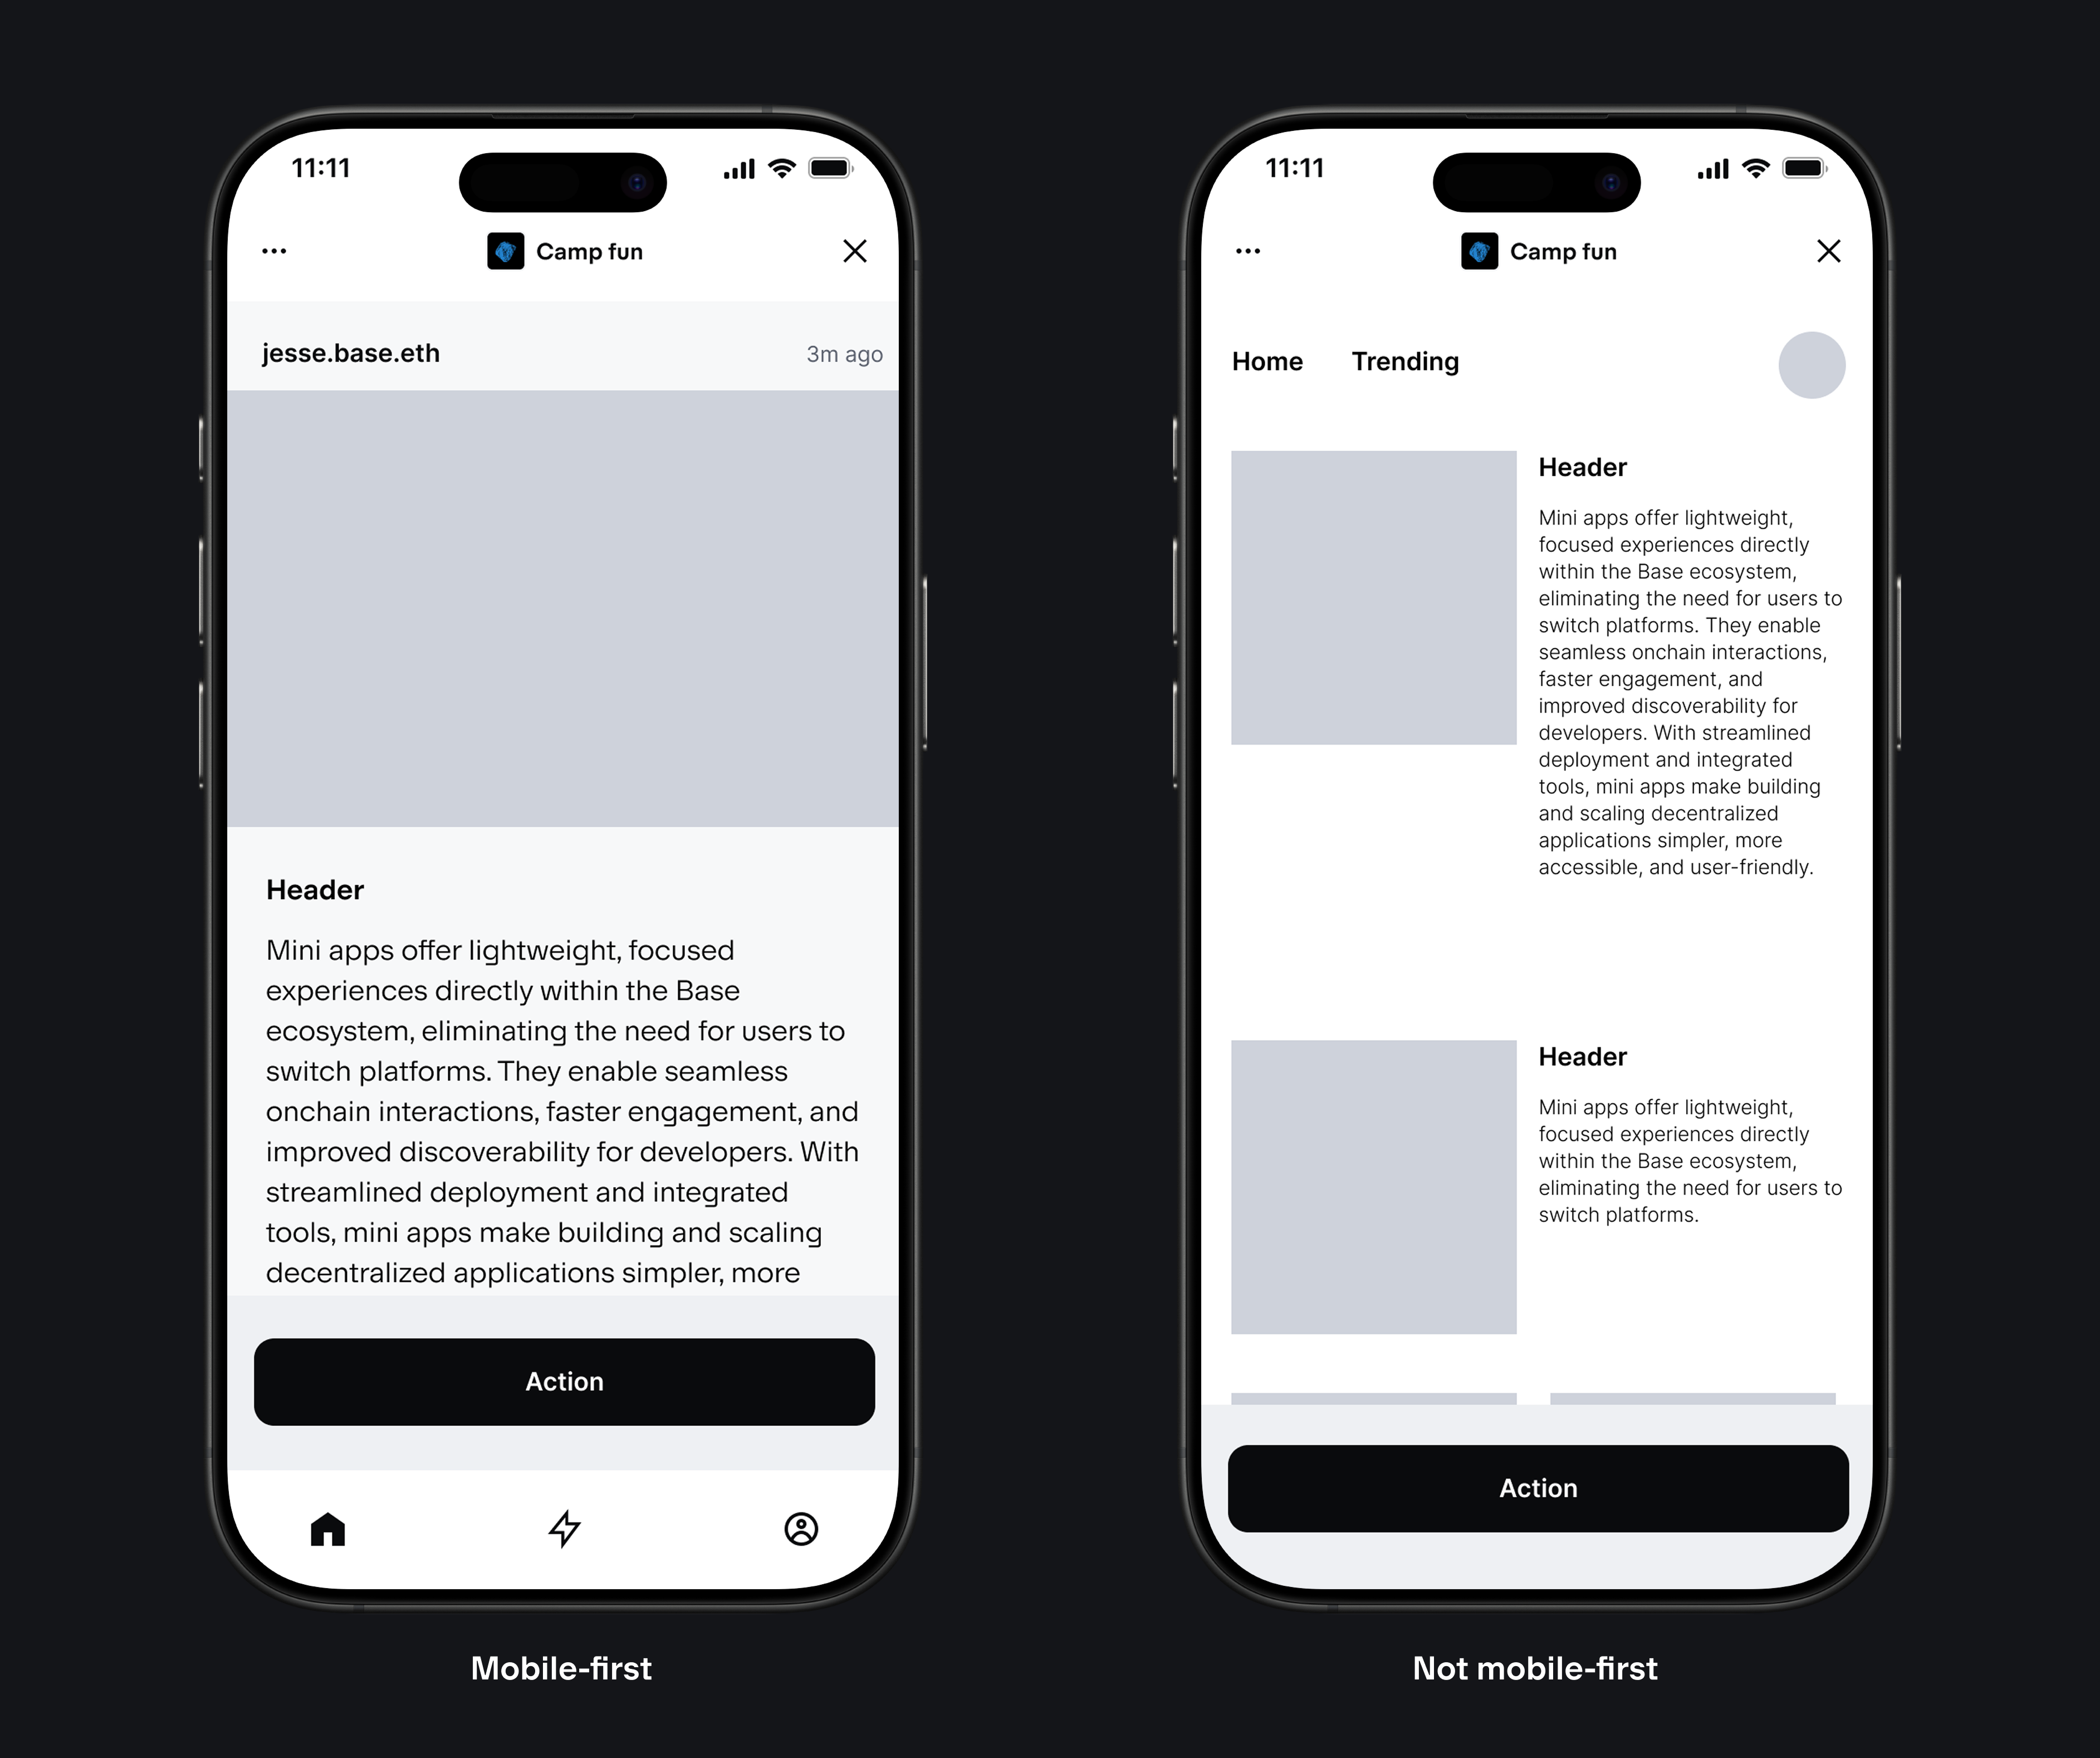 11:11
Camp fun
jesse.base.eth
3m ago
Header
Mini apps offer lightweight, focused
experiences directly within the Base
ecosystem, eliminating the need for users to
switch platforms. They enable seamless
onchain interactions, faster engagement, and
improved discoverability for developers. With
streamlined deployment and integrated
tools, mini apps make building and scaling
decentralized applications simpler, more
Action
Mobile-first
11:11
Camp fun
Home
Trending
Header
Mini apps offer lightweight,
focused experiences directly
within the Base ecosystem,
eliminating the need for users to
switch platforms. They enable
seamless onchain interactions,
faster engagement, and
improved discoverability for
developers. With streamlined
deployment and integrated
tools, mini apps make building
and scaling decentralized
applications simpler, more
accessible, and user-friendly.
Header
Mini apps offer lightweight,
focused experiences directly
within the Base ecosystem,
eliminating the need for users to
switch platforms.
Action
Not mobile-first